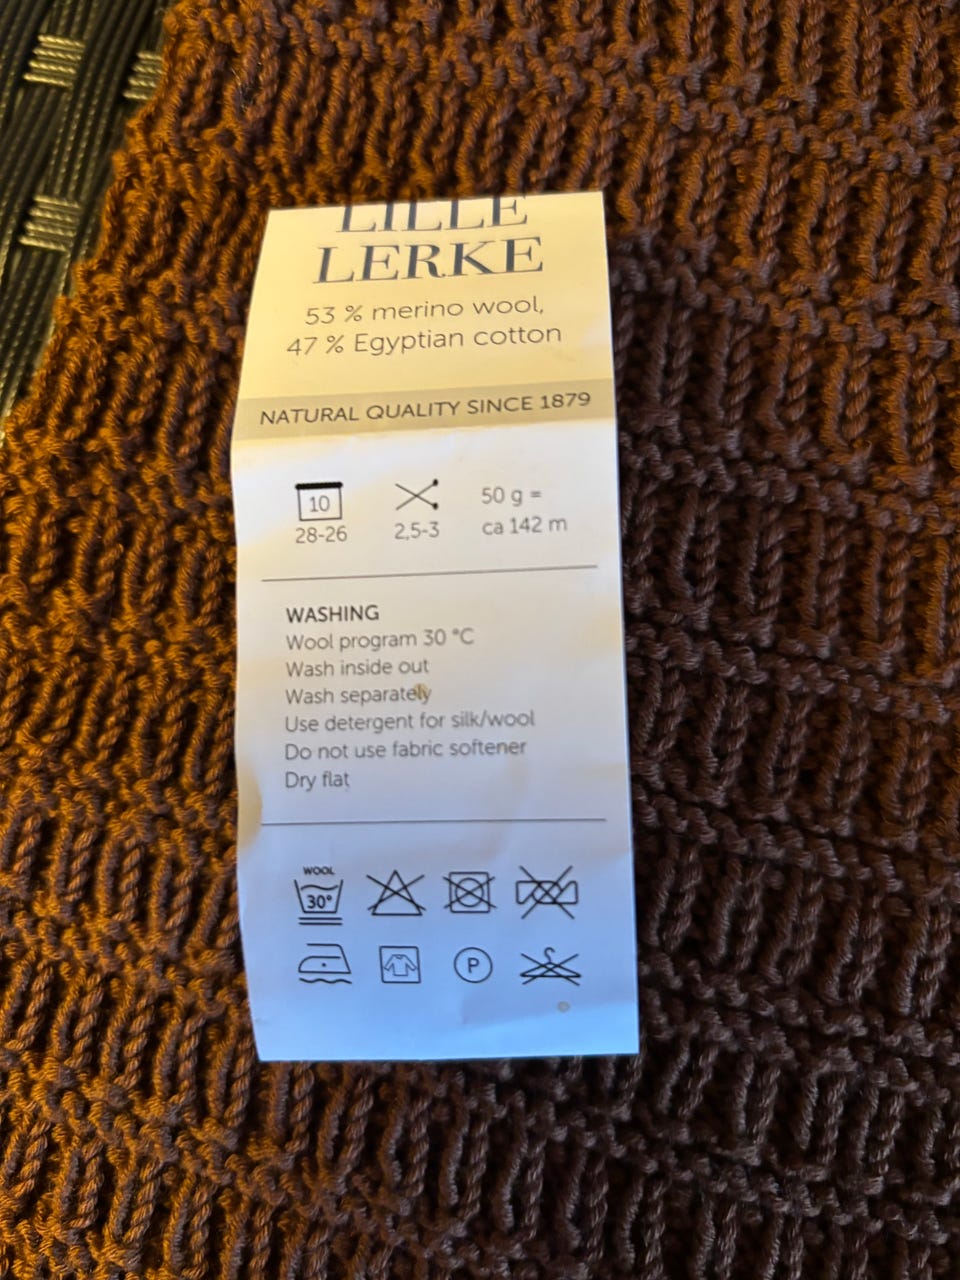 LILLE
LERKE
53 % merino wool,
47 % Egyptian cotton
NATURAL QUALITY SINCE 1879
10
28-26
2,5-3
50 g =
ca 142 m
WASHING
Wool program 30 °C
Wash inside out
Wash separately
Use detergent for silk/wool
Do not use fabric softener
Dry flat
WOOL
30°
P